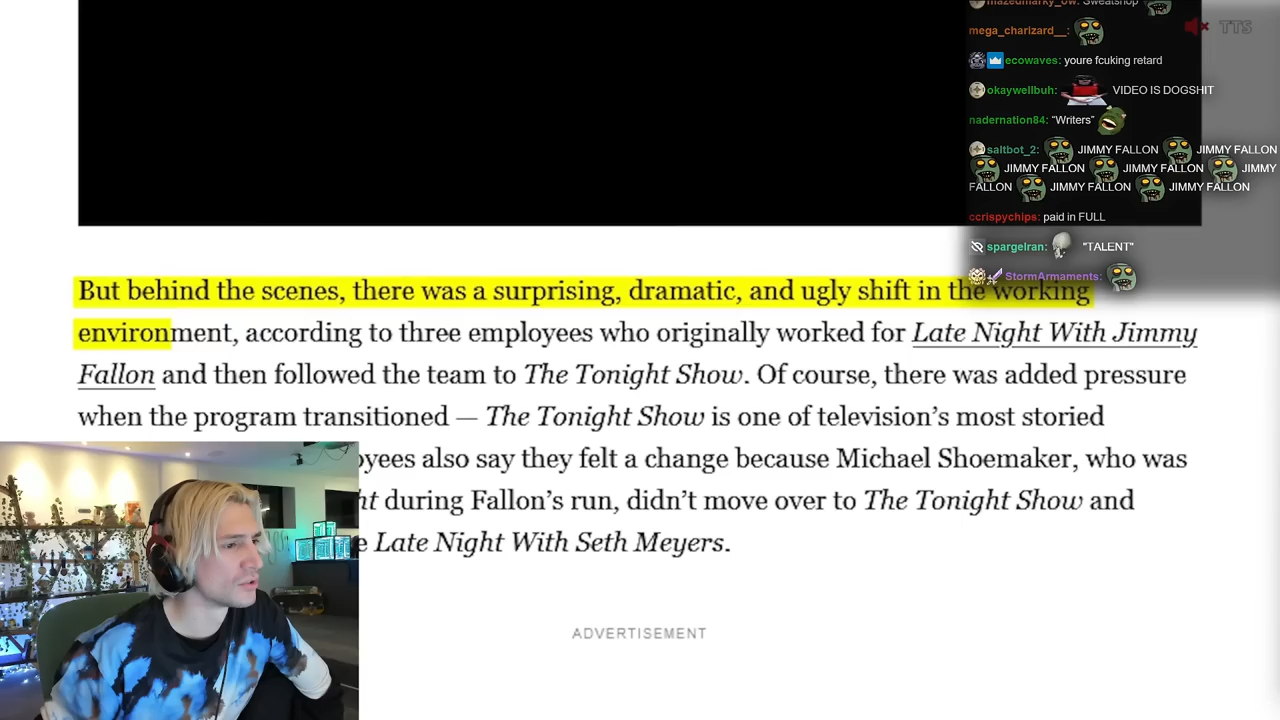 mazedmarky_ow: Sweatshop
mega_charizard__:
TTS
ecowaves: youre fcuking retard
okaywellbuh: VIDEO IS DOGSHIT
nadernation84: "Writers"
saltbot_2: JIMMY FALLON JIMMY FALLON
JIMMY FALLON JIMMY FALLON JIMMY
FALLON JIMMY FALLON JIMMY FALLON
ccrispychips: paid in FULL
spargelran: "TALENT"
StormArmaments:
But behind the scenes, there was a surprising, dramatic, and ugly shift in the working
environment, according to three employees who originally worked for Late Night With Jimmy
Fallon and then followed the team to The Tonight Show. Of course, there was added pressure
when the program transitioned — The Tonight Show is one of television's most storied
oyees also say they felt a change because Michael Shoemaker, who was
ht during Fallon's run, didn't move over to The Tonight Show and
e Late Night With Seth Meyers.
ADVERTISEMENT